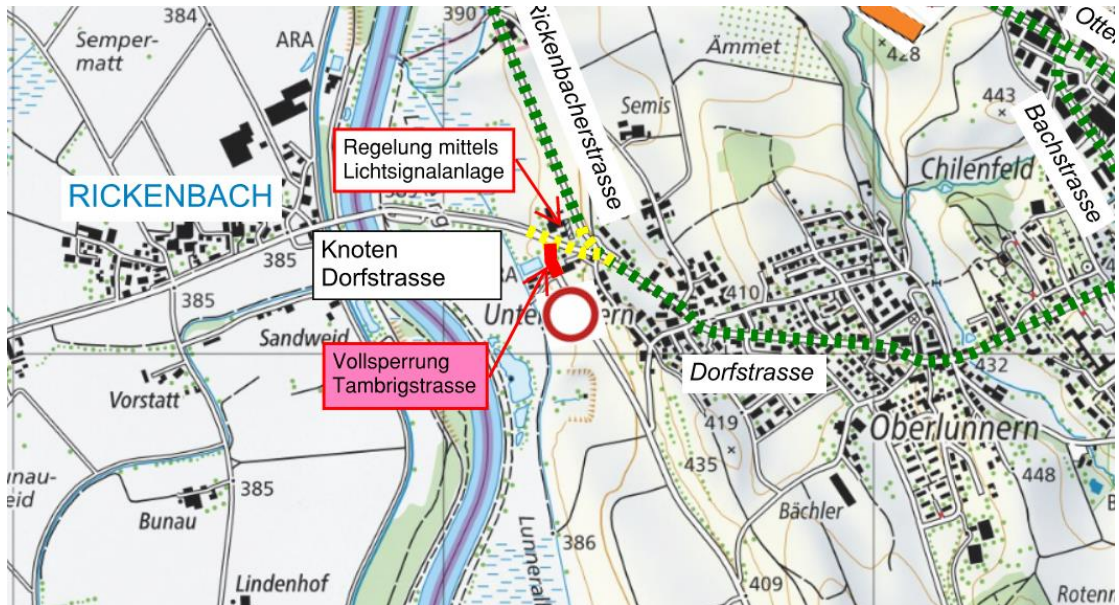 384
390
ARA
Semper-
matt
Ämmet
428
Otte
Rickenbacherstrasse
Semis
443
Bachstrasse
Regelung mittels
Lichtsignalanlage
Chilenfeld
RICKENBACH
385
Knoten
Dorfstrasse
ARA
410
385
Sandweid
Vollsperrung
Tambrigstrasse
Dorfstrasse
432
Vorstatt
419
Oberlunnern
435
448
385
Bunau
Bächler
386
Lindenhof
409
Rotenm